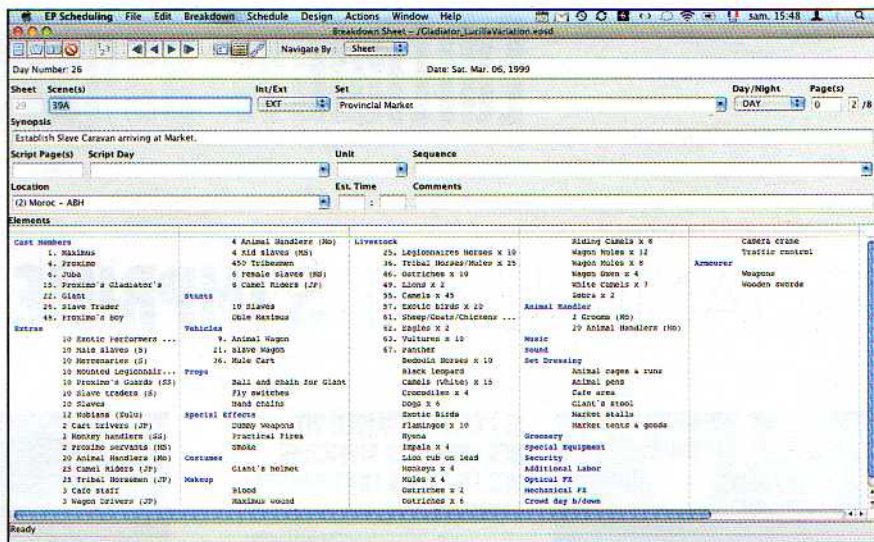 EP Scheduling File Edit Breakdown Schedule Design Actions Window Help sam. 15:48
Breakdown Sheet - /Gladiator_LucillaVariation.epsd
Navigate By : Sheet
Day Number: 26 Date: Sat. Mar. 06, 1999
Sheet Scene(s) Int/Ext Set Day/Night Page(s)
29 39A EXT Provincial Market DAY 0 2 /8
Synopsis
Establish Slave Caravan arriving at Market.
Script Page(s) Script Day Unit Sequence
Location Est. Time Comments
(2) Moroc - ABH :
Elements
Cast Members
1. Maximus
4. Proximo
6. Juba
15. Proximo's Gladiator's
22. Giant
25. Slave Trader
45. Proximo's Boy
Extras
10 Exotic Performers ...
10 Male slaves (S)
10 Mercenaries (S)
10 Mounted Legionnair...
10 Proximo's Guards (SS)
10 Slave traders (S)
10 Slaves
12 Nubians (Zulu)
2 Cart Drivers (JP)
2 Monkey handlers (SS)
2 Proximo servants (MS)
20 Animal Handlers (Mo)
25 Camel Riders (JP)
25 Tribal Horsemen (JP)
3 Cafe staff
3 Wagon Drivers (JP)
4 Animal Handlers (Mo)
4 Kid slaves (MS)
450 Tribesmen
6 Female slaves (MS)
6 Camel Riders (JP)
Stunts
10 Slaves
Dble Maximus
Vehicles
9. Animal Wagon
21. Slave Wagon
36. Mule Cart
Props
Ball and chain for Giant
Fly switches
Hand chains
Special Effects
Dummy weapons
Practical Fires
Smoke
Costumes
Giant's helmet
Makeup
Blood
Maximus wound
Livestock
25. Legionnaires Horses x 10
36. Tribal Horses/Mules x 25
46. Ostriches x 10
49. Lions x 2
55. Camels x 45
57. Exotic birds x 20
61. Sheep/Goats/Chickens ...
62. Eagles x 2
63. Vultures x 10
67. Panther
Bedouin Horses x 10
Black leopard
Camels (White) x 15
Crocodiles x 4
Dogs x 6
Exotic Birds
Flamingos x 10
Hyena
Impala x 4
Lion cub on lead
Monkeys x 4
Mules x 4
Ostriches x 2
Ostriches x 6
Riding Camels x 8
Wagon Mules x 12
Wagon Mules x 8
Wagon Oxen x 4
White Camels x 7
Zebra x 2
Animal Handler
2 Grooms (Mo)
20 Animal Handlers (Mo)
Music
Sound
Set Dressing
Animal cages & runs
Animal pens
Cafe area
Giant's stool
Market stalls
Market tents & goods
Greenery
Special Equipment
Security
Additional Labor
Optical FX
Mechanical FX
Crowd day b/down
Camera crane
Traffic control
Armourer
Weapons
Wooden swords
Ready